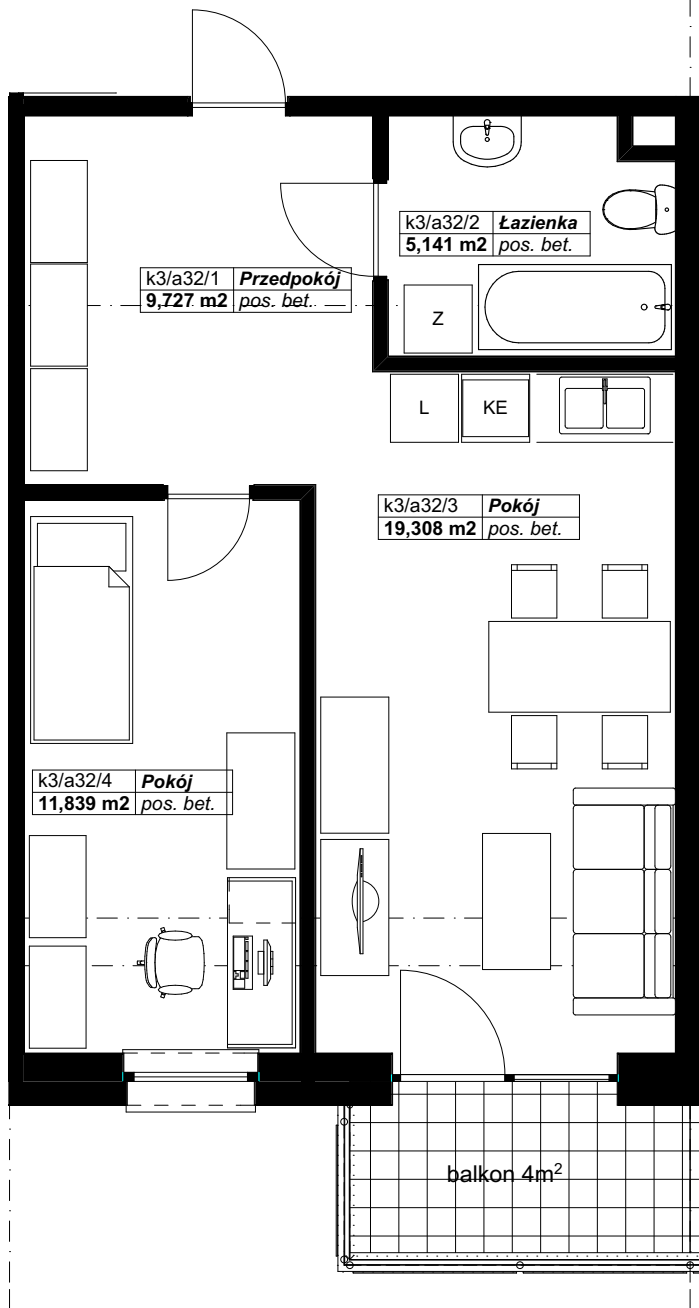 k3/a32/2 Łazienka
5,141 m2 pos. bet.
k3/a32/1 Przedpokój
9,727 m2 pos. bet.
Z
L KE
k3/a32/3 Pokój
19,308 m2 pos. bet.
k3/a32/4 Pokój
11,839 m2 pos. bet.
balkon 4m²